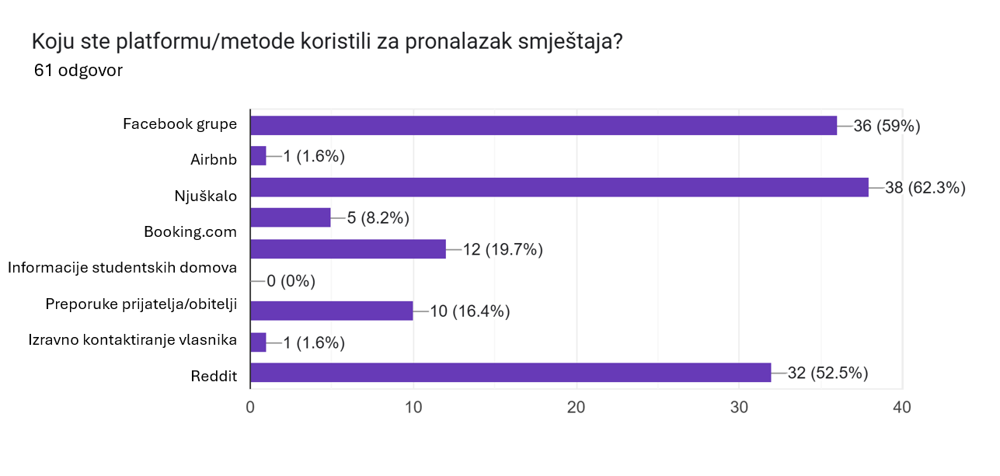 Koju ste platformu/metode koristili za pronalazak smještaja?
61 odgovor
Facebook grupe
36 (59%)
Airbnb
1 (1.6%)
Njuškalo
38 (62.3%)
Booking.com
5 (8.2%)
12 (19.7%)
Informacije studentskih domova
0 (0%)
Preporuke prijatelja/obitelji
10 (16.4%)
Izravno kontaktiranje vlasnika
1 (1.6%)
Reddit
32 (52.5%)
0 10 20 30 40